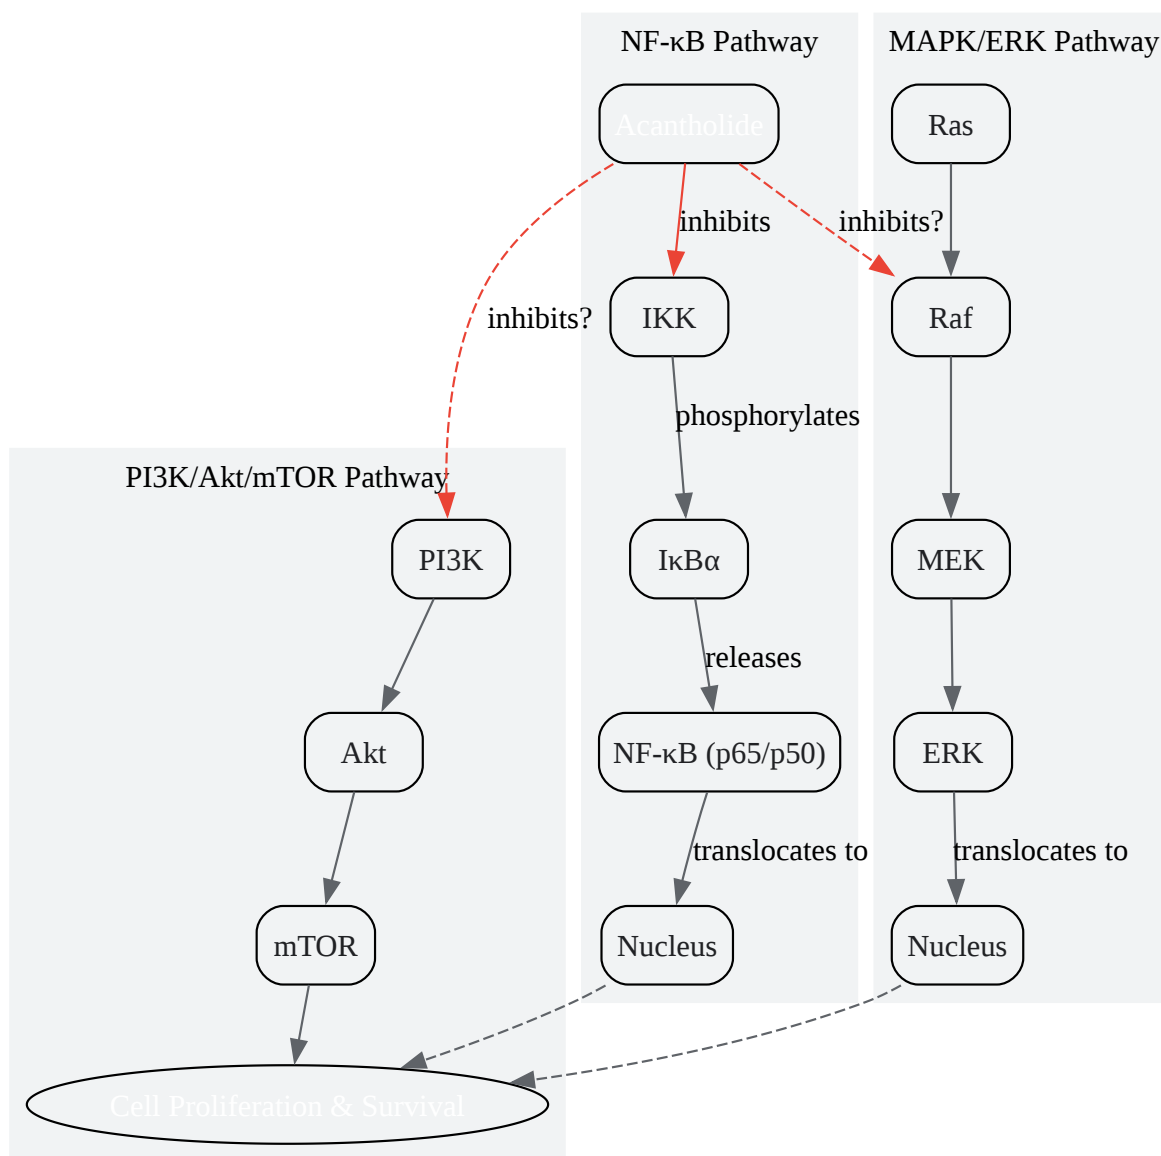 NF-κB Pathway
MAPK/ERK Pathway
Acantholide
Ras
inhibits
inhibits?
inhibits?
IKK
Raf
phosphorylates
PI3K/Akt/mTOR Pathway
PI3K
IκBα
MEK
releases
Akt
NF-κB (p65/p50)
ERK
translocates to
translocates to
mTOR
Nucleus
Nucleus
Cell Proliferation & Survival